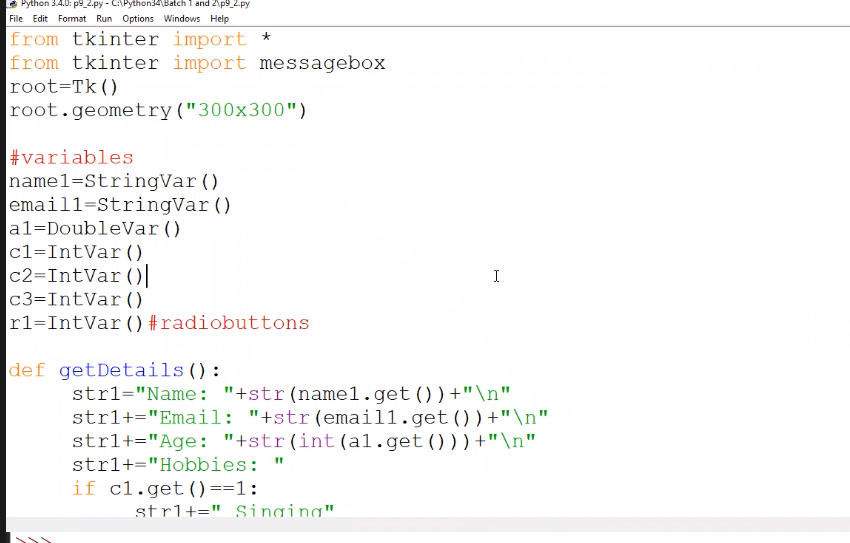 Python 3.4.0: p9_2.py - C:\Python34\Batch 1 and 2\p9_2.py
File Edit Format Run Options Windows Help
from tkinter import *
from tkinter import messagebox
root=Tk()
root.geometry("300x300")
#variables
name1=StringVar()
email1=StringVar()
a1=DoubleVar()
c1=IntVar()
c2=IntVar()
c3=IntVar()
r1=IntVar()#radiobuttons
def getDetails():
str1="Name: "+str(name1.get())+"\n"
str1+="Email: "+str(email1.get())+"\n"
str1+="Age: "+str(int(a1.get()))+"\n"
str1+="Hobbies: "
if c1.get()==1:
str1+=" Singing"
>>>